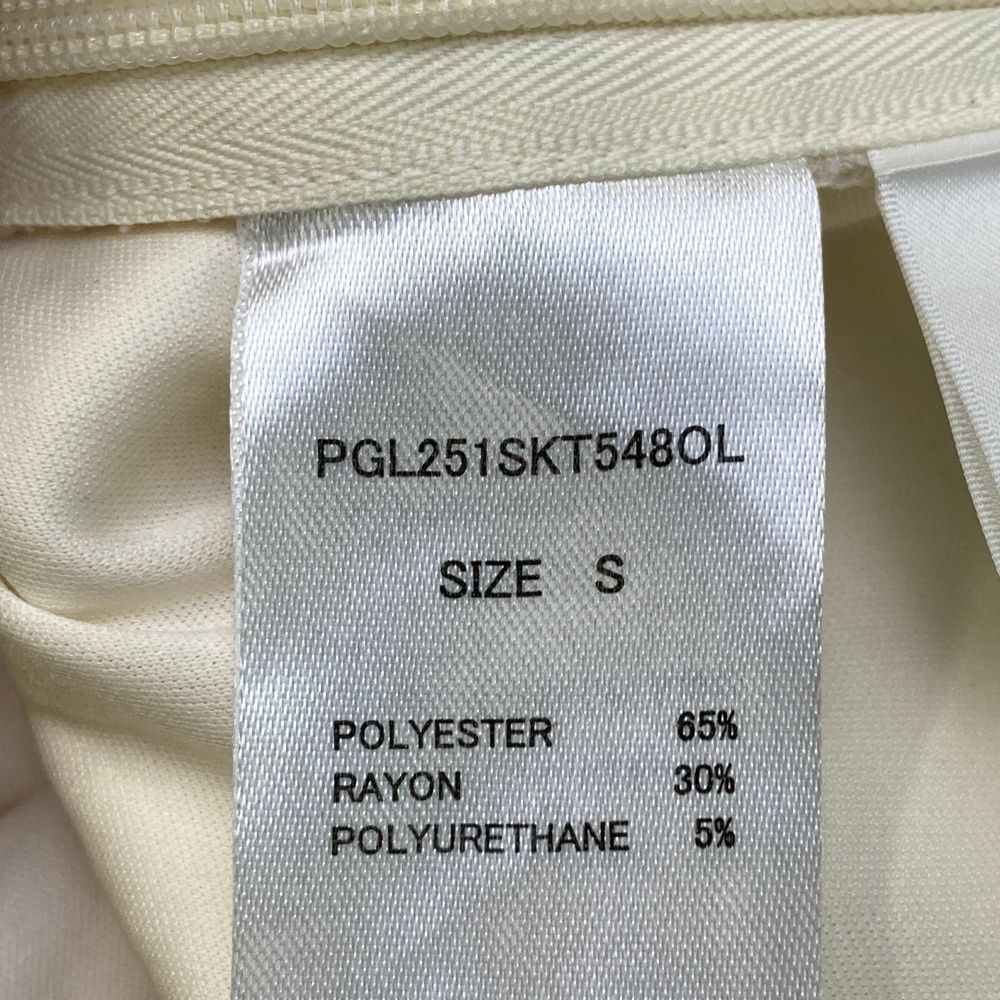 PGL251SKT548OL
SIZE S
POLYESTER 65%
RAYON 30%
POLYURETHANE 5%